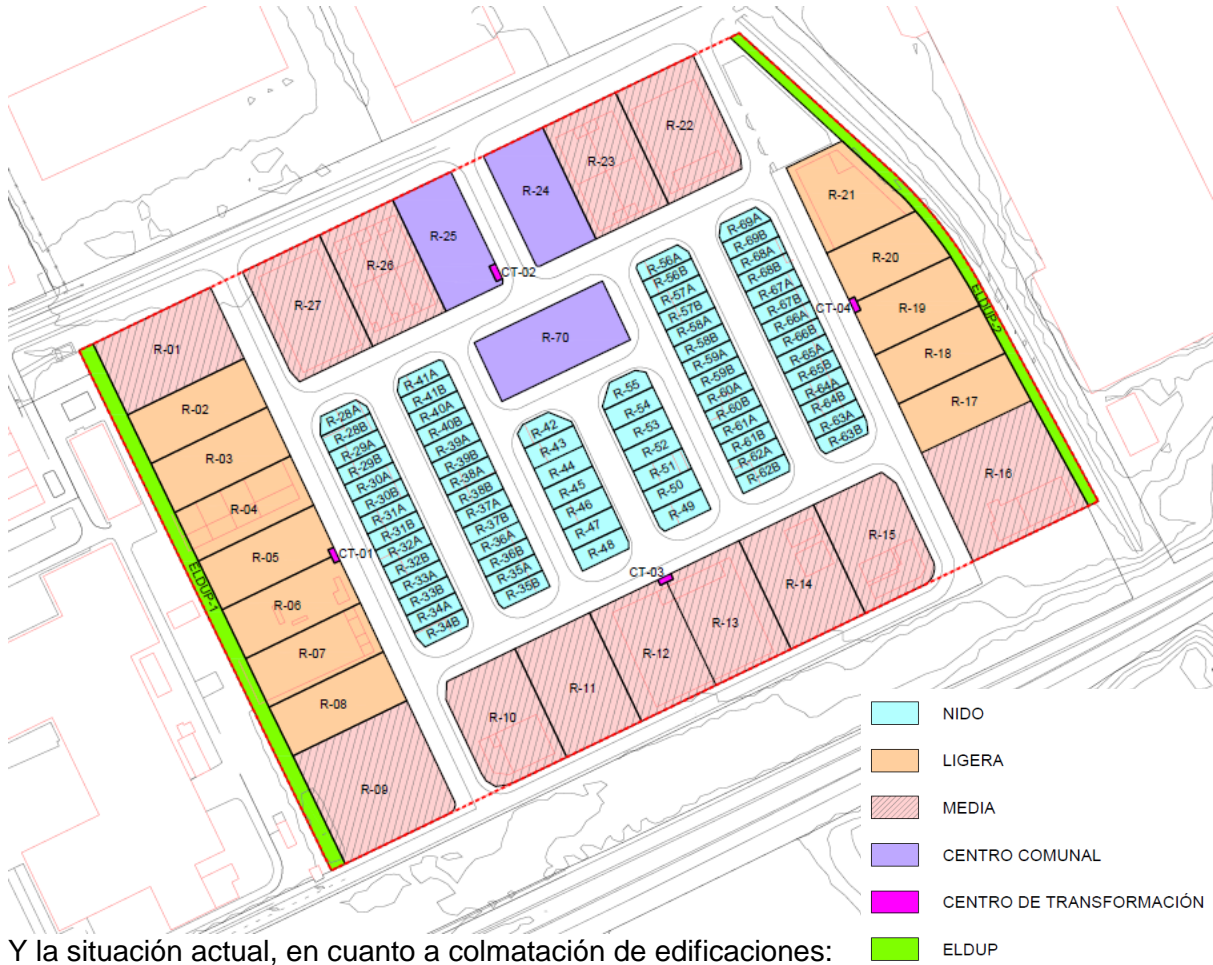 R-22
R-23
R-24
R-25
R-26
R-27
CT-02
R-21
R-20
CT-04
R-19
R-18
R-17
R-16
ELDUP-2
R-01
R-02
R-03
R-04
R-05
CT-01
R-06
R-07
R-08
R-09
ELDUP-1
R-70
R-28A
R-28B
R-29A
R-29B
R-30A
R-30B
R-31A
R-31B
R-32A
R-32B
R-33A
R-33B
R-34A
R-34B
R-41A
R-41B
R-40A
R-40B
R-39A
R-39B
R-38A
R-38B
R-37A
R-37B
R-36A
R-36B
R-35A
R-35B
R-42
R-43
R-44
R-45
R-46
R-47
R-48
R-55
R-54
R-53
R-52
R-51
R-50
R-49
R-56A
R-56B
R-57A
R-57B
R-58A
R-58B
R-59A
R-59B
R-60A
R-60B
R-61A
R-61B
R-62A
R-62B
R-69A
R-69B
R-68A
R-68B
R-67A
R-67B
R-66A
R-66B
R-65A
R-65B
R-64A
R-64B
R-63A
R-63B
CT-03
R-10
R-11
R-12
R-13
R-14
R-15
NIDO
LIGERA
MEDIA
CENTRO COMUNAL
CENTRO DE TRANSFORMACIÓN
ELDUP
Y la situación actual, en cuanto a colmatación de edificaciones: